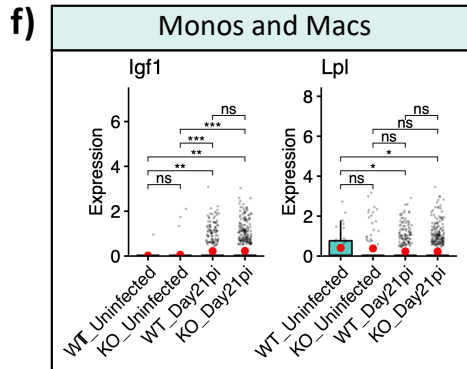 f)
Monos and Macs
Igf1
Expression
6
4
2
0
ns
***
***
**
**
ns
WT_Uninfected
KO_Uninfected
WT_Day21pi
KO_Day21pi
Lpl
Expression
8
6
4
2
0
ns
ns
ns
*
*
ns
WT_Uninfected
KO_Uninfected
WT_Day21pi
KO_Day21pi